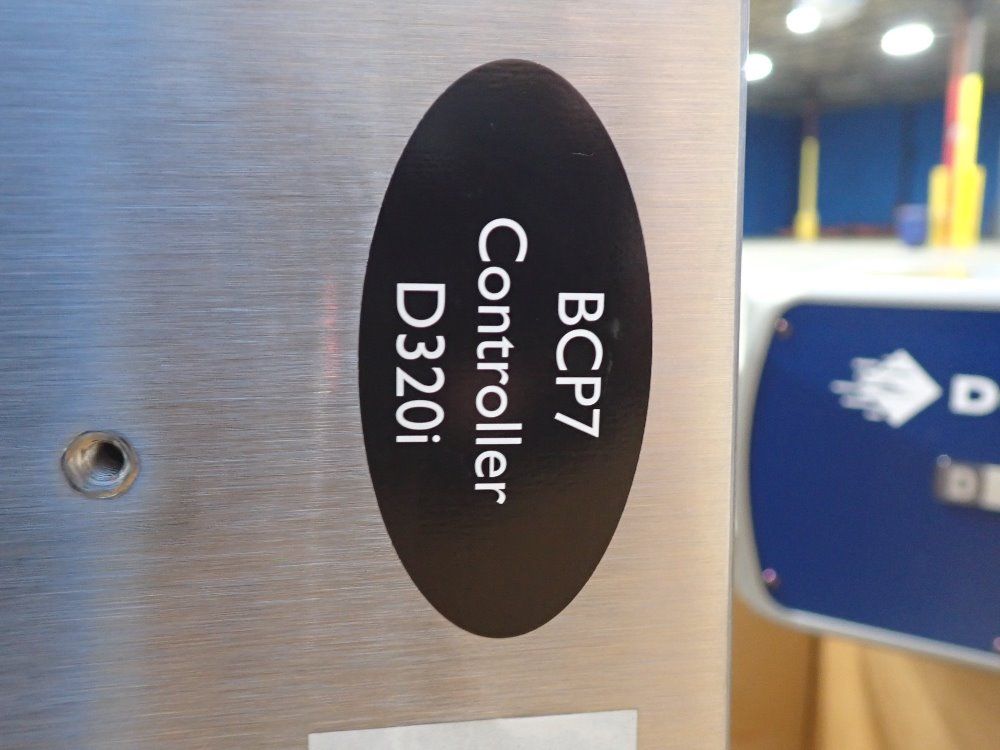 BCP7
Controller
D320i